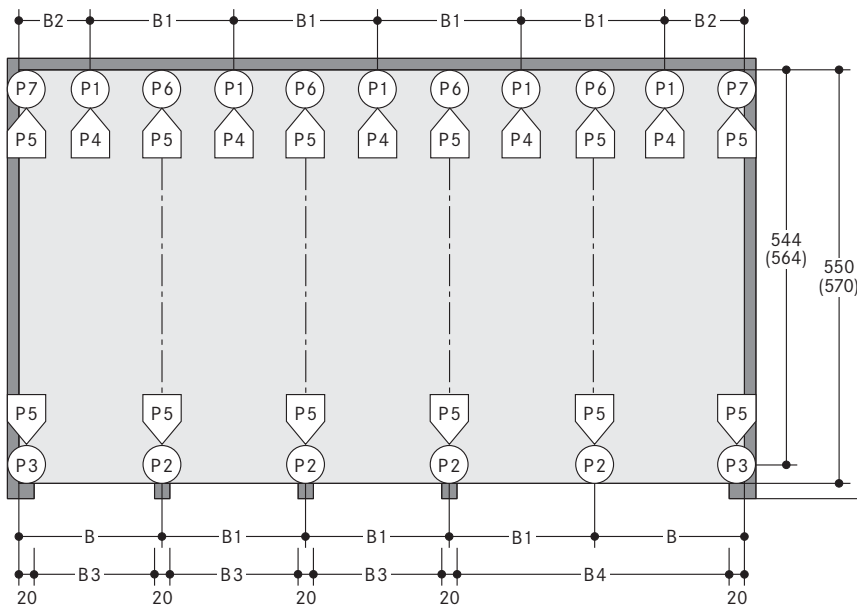 B2 B1 B1 B1 B1 B2
P7 P1 P6 P1 P6 P1 P6 P1 P6 P1 P7
P5 P4 P5 P4 P5 P4 P5 P4 P5 P4 P5
544
(564)
550
(570)
P5 P5 P5 P5 P5 P5
P3 P2 P2 P2 P2 P3
B B1 B1 B1 B
B3 B3 B3 B4
20 20 20 20 20